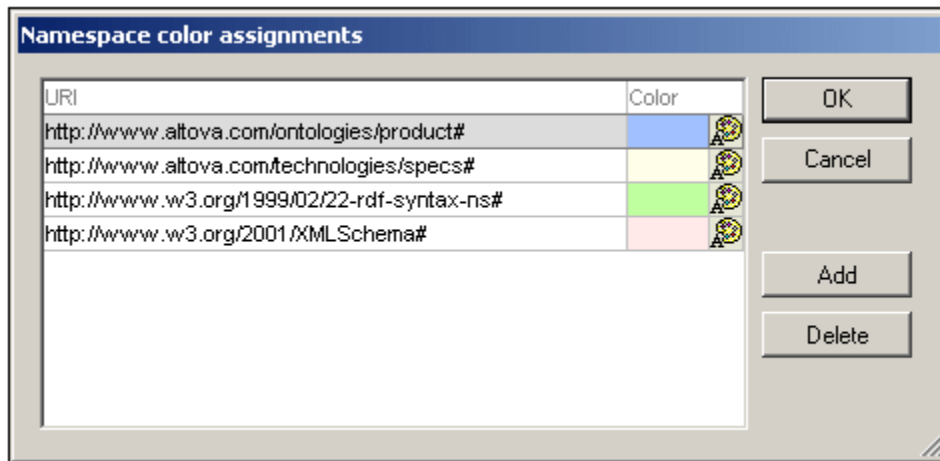 Namespace color assignments
URI Color
http://www.altova.com/ontologies/product#
http://www.altova.com/technologies/specs#
http://www.w3.org/1999/02/22-rdf-syntax-ns#
http://www.w3.org/2001/XMLSchema#
OK
Cancel
Add
Delete